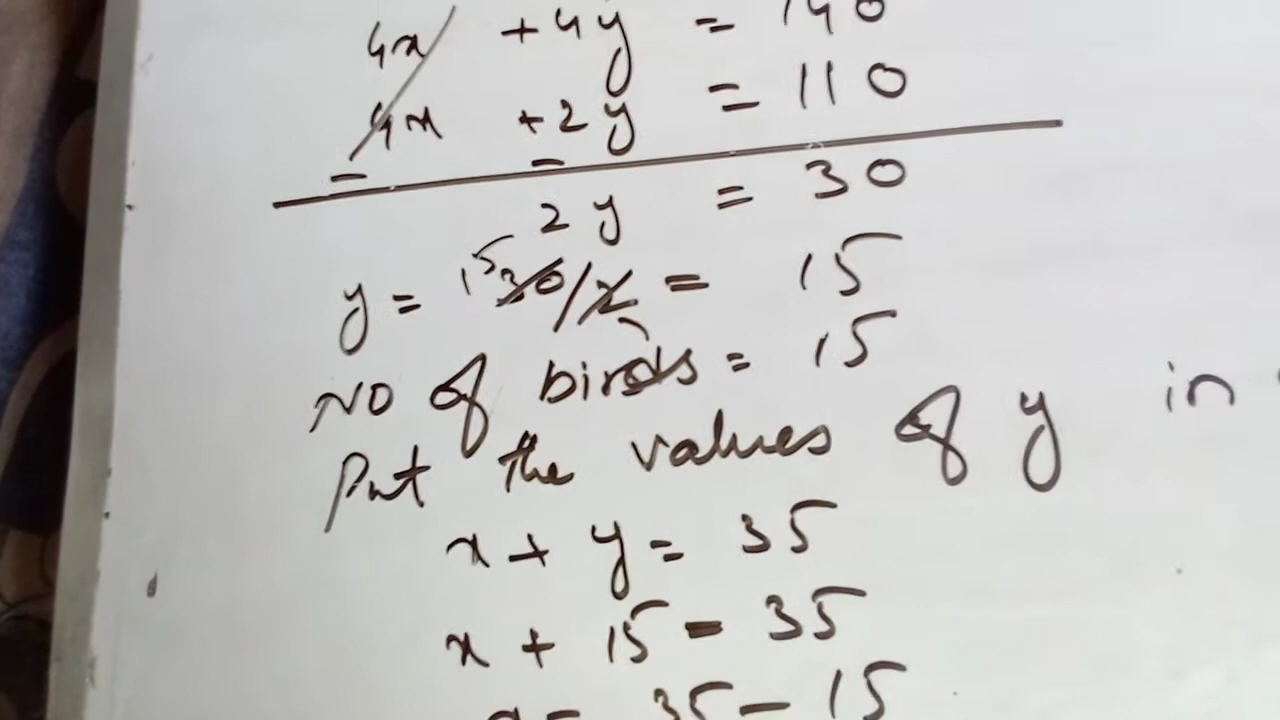 4x + 4y = 140
4x + 2y = 110
- -
2y = 30
y = 15 30/2 = 15
No of birds = 15
Put the values of y in
x + y = 35
x + 15 = 35
35 - 15